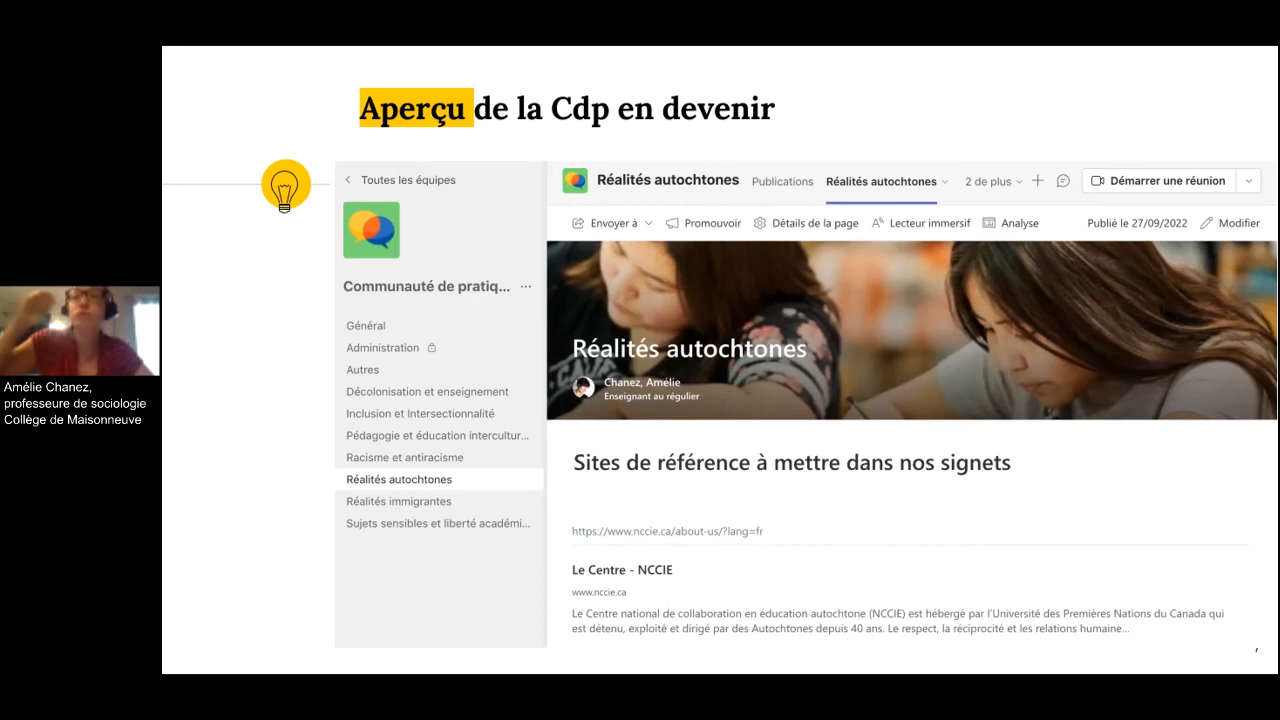 Aperçu de la Cdp en devenir
Toutes les équipes
Communauté de pratiq... ...
Général
Administration
Autres
Décolonisation et enseignement
Inclusion et Intersectionnalité
Pédagogie et éducation intercultur...
Racisme et antiracisme
Réalités autochtones
Réalités immigrantes
Sujets sensibles et liberté académi...
Réalités autochtones Publications Réalités autochtones 2 de plus Démarrer une réunion
Envoyer à Promouvoir Détails de la page Lecteur immersif Analyse Publié le 27/09/2022 Modifier
Réalités autochtones
Chanez, Amélie
Enseignant au régulier
Sites de référence à mettre dans nos signets
https://www.nccie.ca/about-us/?lang=fr
Le Centre - NCCIE
www.nccie.ca
Le Centre national de collaboration en éducation autochtone (NCCIE) est hébergé par l'Université des Premières Nations du Canada qui
est détenu, exploité et dirigé par des Autochtones depuis 40 ans. Le respect, la réciprocité et les relations humaine...
Amélie Chanez,
professeure de sociologie
Collège de Maisonneuve